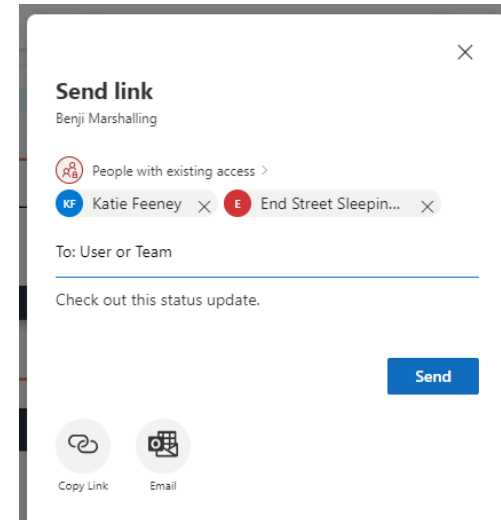 Send link
Benji Marshalling
People with existing access >
KF Katie Feeney E End Street Sleepin...
To: User or Team
Check out this status update.
Send
Copy Link Email